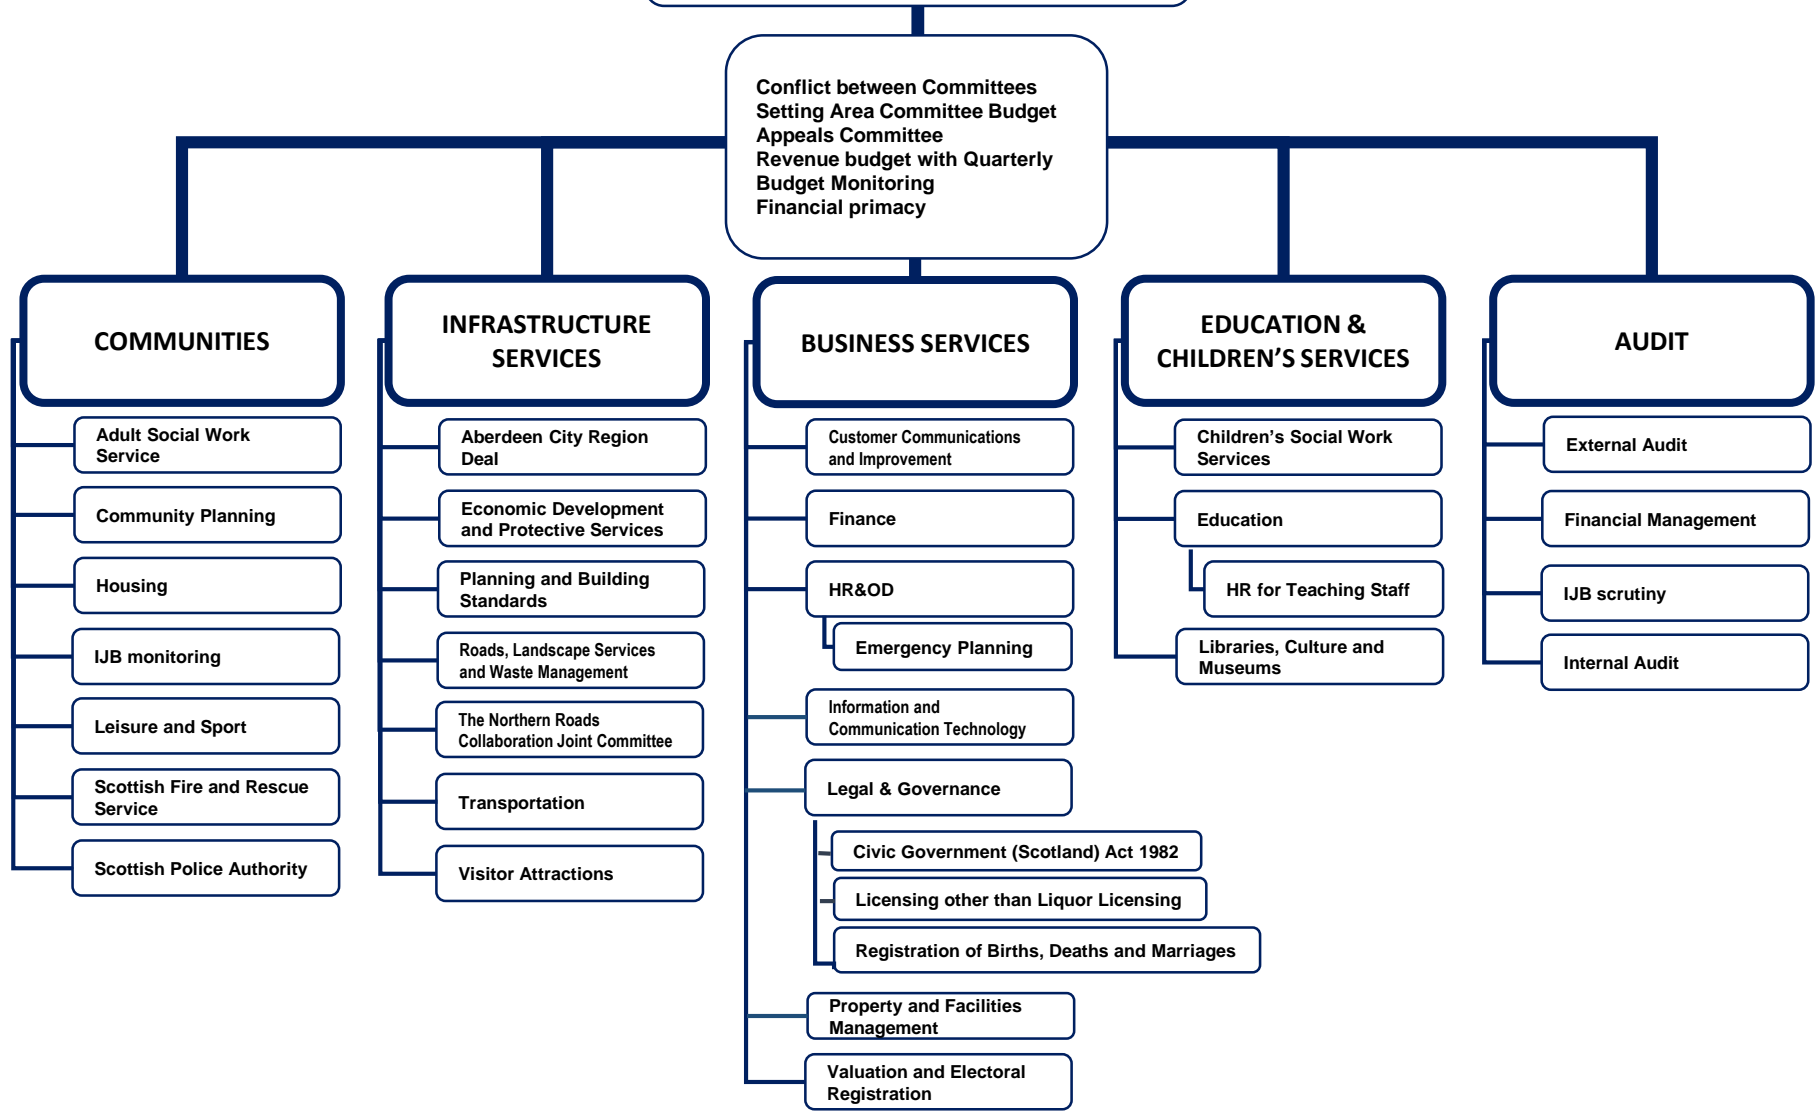 Conflict between Committees
Setting Area Committee Budget
Appeals Committee
Revenue budget with Quarterly
Budget Monitoring
Financial primacy
COMMUNITIES
Adult Social Work
Service
Community Planning
Housing
IJB monitoring
Leisure and Sport
Scottish Fire and Rescue
Service
Scottish Police Authority
INFRASTRUCTURE
SERVICES
Aberdeen City Region
Deal
Economic Development
and Protective Services
Planning and Building
Standards
Roads, Landscape Services
and Waste Management
The Northern Roads
Collaboration Joint Committee
Transportation
Visitor Attractions
BUSINESS SERVICES
Customer Communications
and Improvement
Finance
HR&OD
Emergency Planning
Information and
Communication Technology
Legal & Governance
Civic Government (Scotland) Act 1982
Licensing other than Liquor Licensing
Registration of Births, Deaths and Marriages
Property and Facilities
Management
Valuation and Electoral
Registration
EDUCATION &
CHILDREN’S SERVICES
Children’s Social Work
Services
Education
HR for Teaching Staff
Libraries, Culture and
Museums
AUDIT
External Audit
Financial Management
IJB scrutiny
Internal Audit